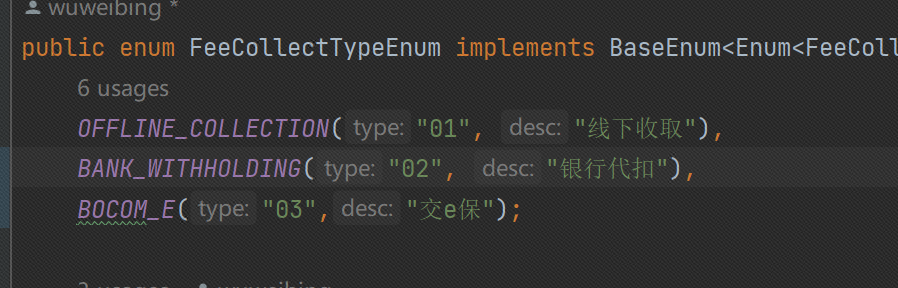 wuweibing *
public enum FeeCollectTypeEnum implements BaseEnum<Enum<FeeColl
6 usages
OFFLINE_COLLECTION( type: "01", desc: "线下收取"),
BANK_WITHHOLDING( type: "02", desc: "银行代扣"),
BOCOM_E( type: "03", desc: "交e保");